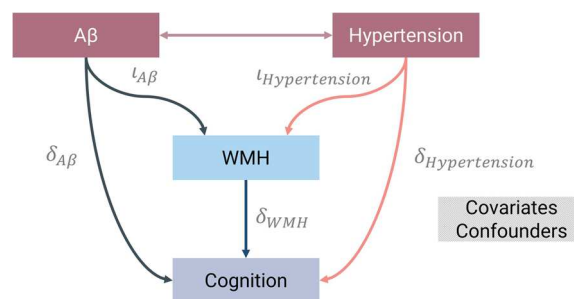 Aβ
Hypertension
ιAβ
ιHypertension
δAβ
WMH
δHypertension
δWMH
Covariates
Confounders
Cognition